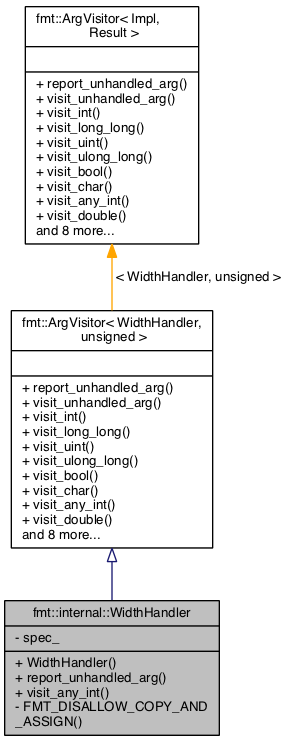 fmt::ArgVisitor< Impl,
Result >
+ report_unhandled_arg()
+ visit_unhandled_arg()
+ visit_int()
+ visit_long_long()
+ visit_uint()
+ visit_ulong_long()
+ visit_bool()
+ visit_char()
+ visit_any_int()
+ visit_double()
and 8 more...
< WidthHandler, unsigned >
fmt::ArgVisitor< WidthHandler,
unsigned >
+ report_unhandled_arg()
+ visit_unhandled_arg()
+ visit_int()
+ visit_long_long()
+ visit_uint()
+ visit_ulong_long()
+ visit_bool()
+ visit_char()
+ visit_any_int()
+ visit_double()
and 8 more...
fmt::internal::WidthHandler
- spec_
+ WidthHandler()
+ report_unhandled_arg()
+ visit_any_int()
- FMT_DISALLOW_COPY_AND
_ASSIGN()